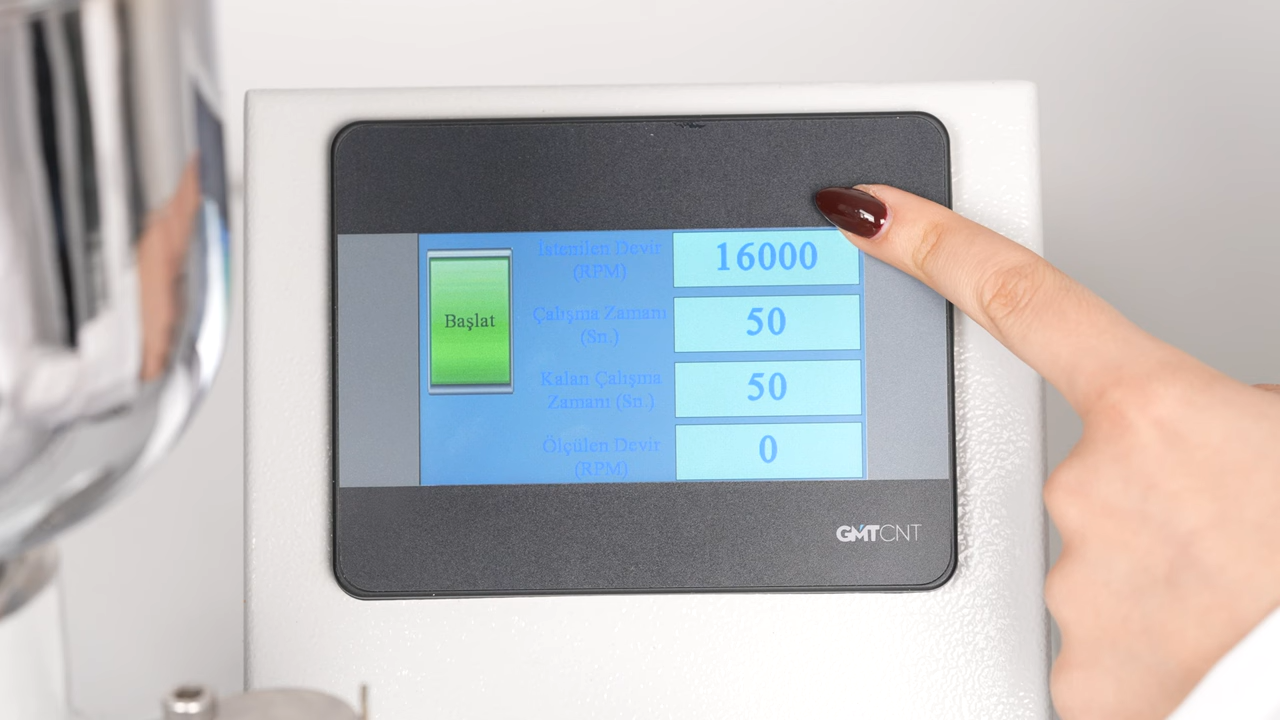 Başlat
İstenilen Devir
(RPM)
16000
Çalışma Zamanı
(Sn.)
50
Kalan Çalışma
Zamanı (Sn.)
50
Ölçülen Devir
(RPM)
0
GMTCNT